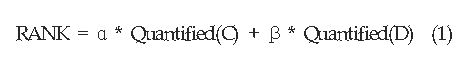 RANK = α * Quantified(C) + β * Quantified(D) (1)